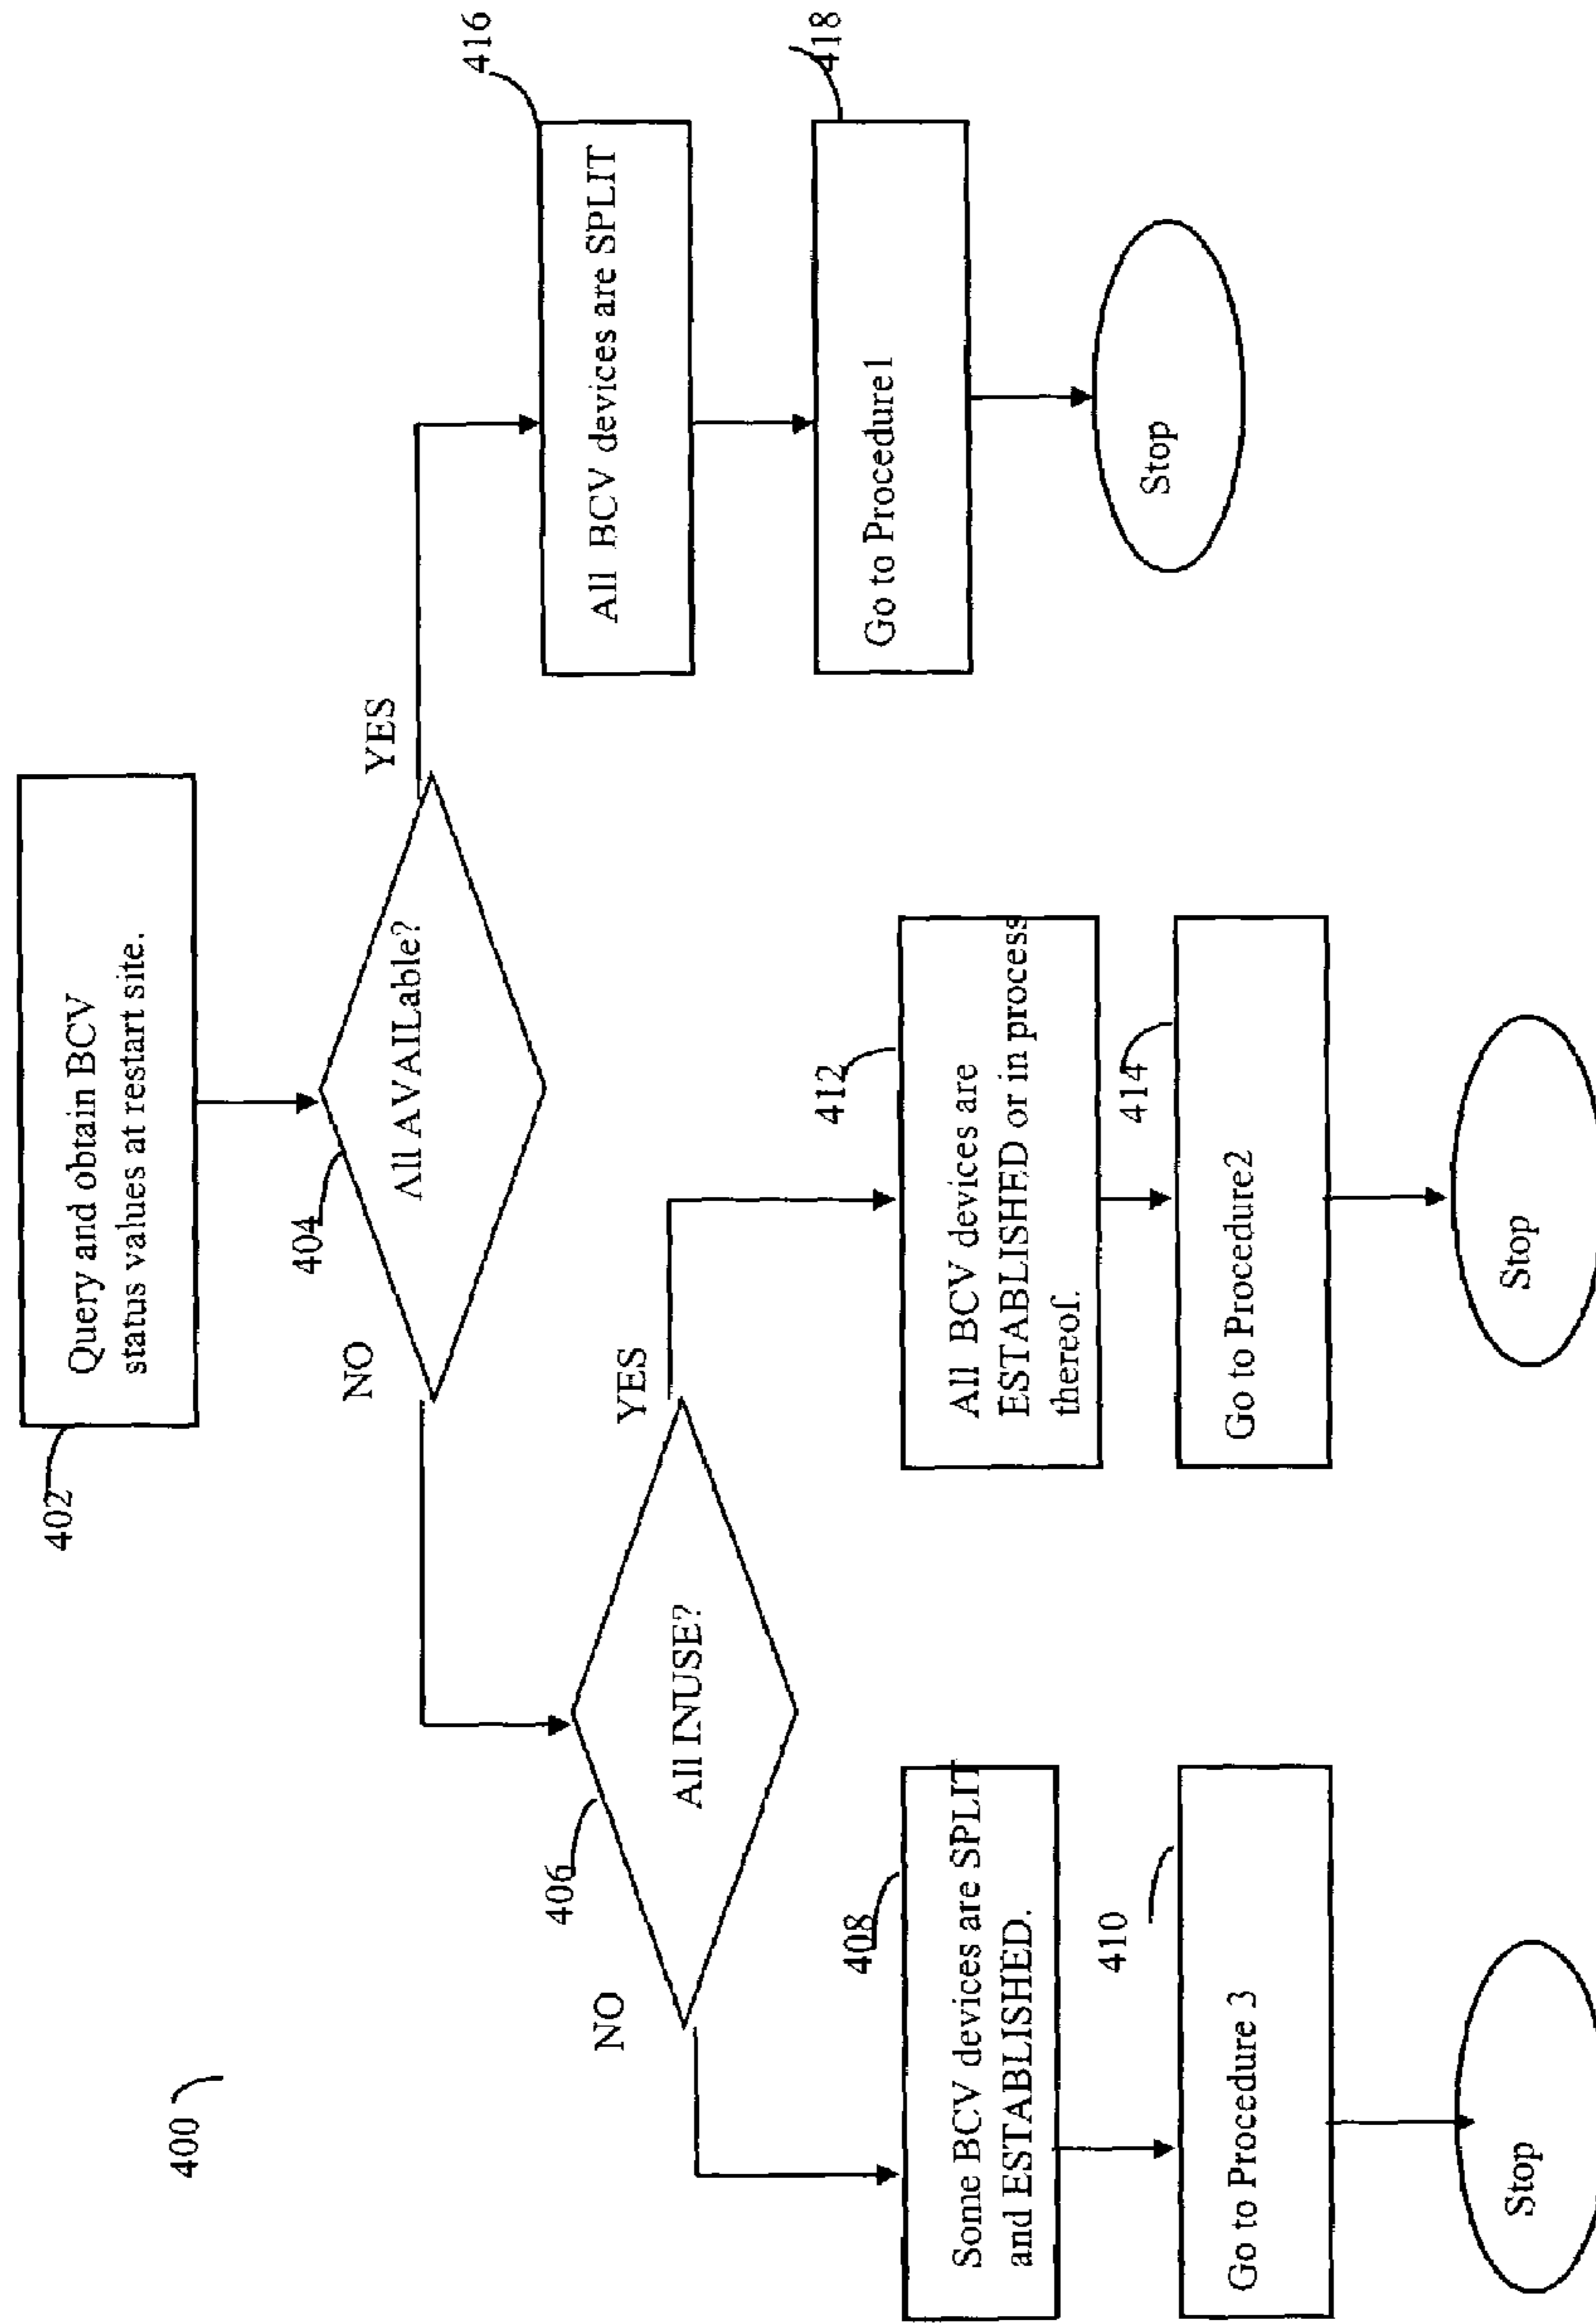 400
402
Query and obtain BCV
status values at restart site.
404
All AVAILable?
NO
YES
406
All INUSE?
NO
YES
416
All BCV devices are SPLIT
418
Go to Procedure1
Stop
408
Some BCV devices are SPLIT
and ESTABLISHED.
410
Go to Procedure 3
Stop
412
All BCV devices are
ESTABLISHED or in process
thereof.
414
Go to Procedure2
Stop